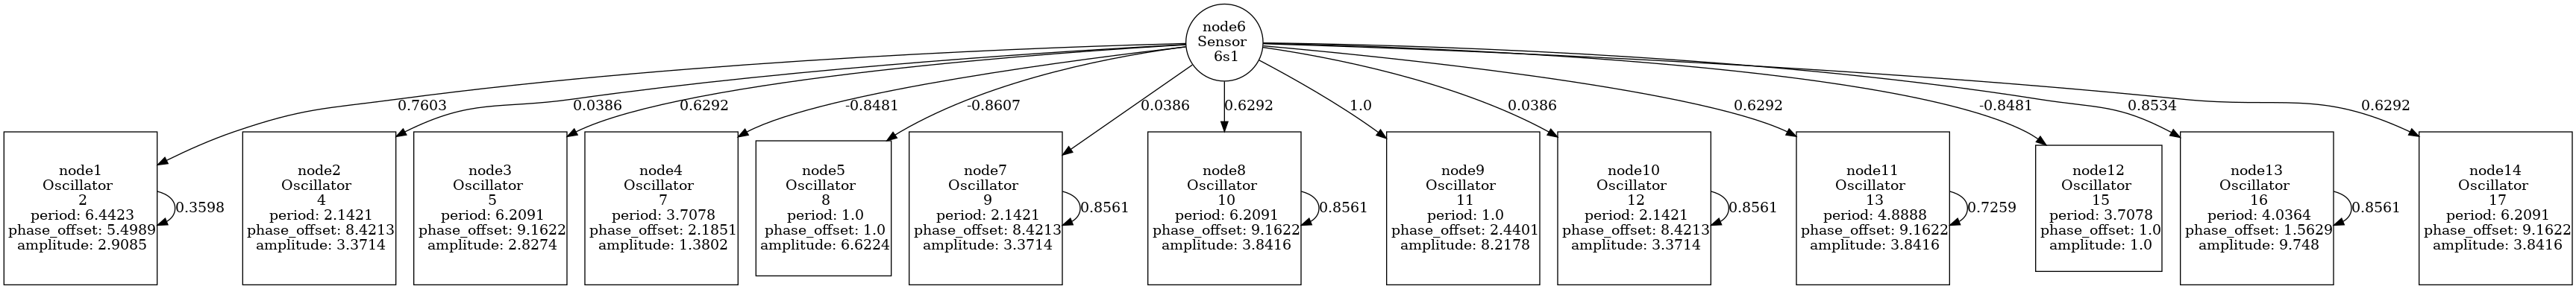 node6
Sensor
6s1
0.7603
0.0386
0.6292
-0.8481
-0.8607
0.0386
0.6292
1.0
0.0386
0.6292
-0.8481
0.8534
0.6292
node1
Oscillator
2
period: 6.4423
phase_offset: 5.4989
amplitude: 2.9085
0.3598
node2
Oscillator
4
period: 2.1421
phase_offset: 8.4213
amplitude: 3.3714
node3
Oscillator
5
period: 6.2091
phase_offset: 9.1622
amplitude: 2.8274
node4
Oscillator
7
period: 3.7078
phase_offset: 2.1851
amplitude: 1.3802
node5
Oscillator
8
period: 1.0
phase_offset: 1.0
amplitude: 6.6224
node7
Oscillator
9
period: 2.1421
phase_offset: 8.4213
amplitude: 3.3714
0.8561
node8
Oscillator
10
period: 6.2091
phase_offset: 9.1622
amplitude: 3.8416
0.8561
node9
Oscillator
11
period: 1.0
phase_offset: 2.4401
amplitude: 8.2178
node10
Oscillator
12
period: 2.1421
phase_offset: 8.4213
amplitude: 3.3714
0.8561
node11
Oscillator
13
period: 4.8888
phase_offset: 9.1622
amplitude: 3.8416
0.7259
node12
Oscillator
15
period: 3.7078
phase_offset: 1.0
amplitude: 1.0
node13
Oscillator
16
period: 4.0364
phase_offset: 1.5629
amplitude: 9.748
0.8561
node14
Oscillator
17
period: 6.2091
phase_offset: 9.1622
amplitude: 3.8416